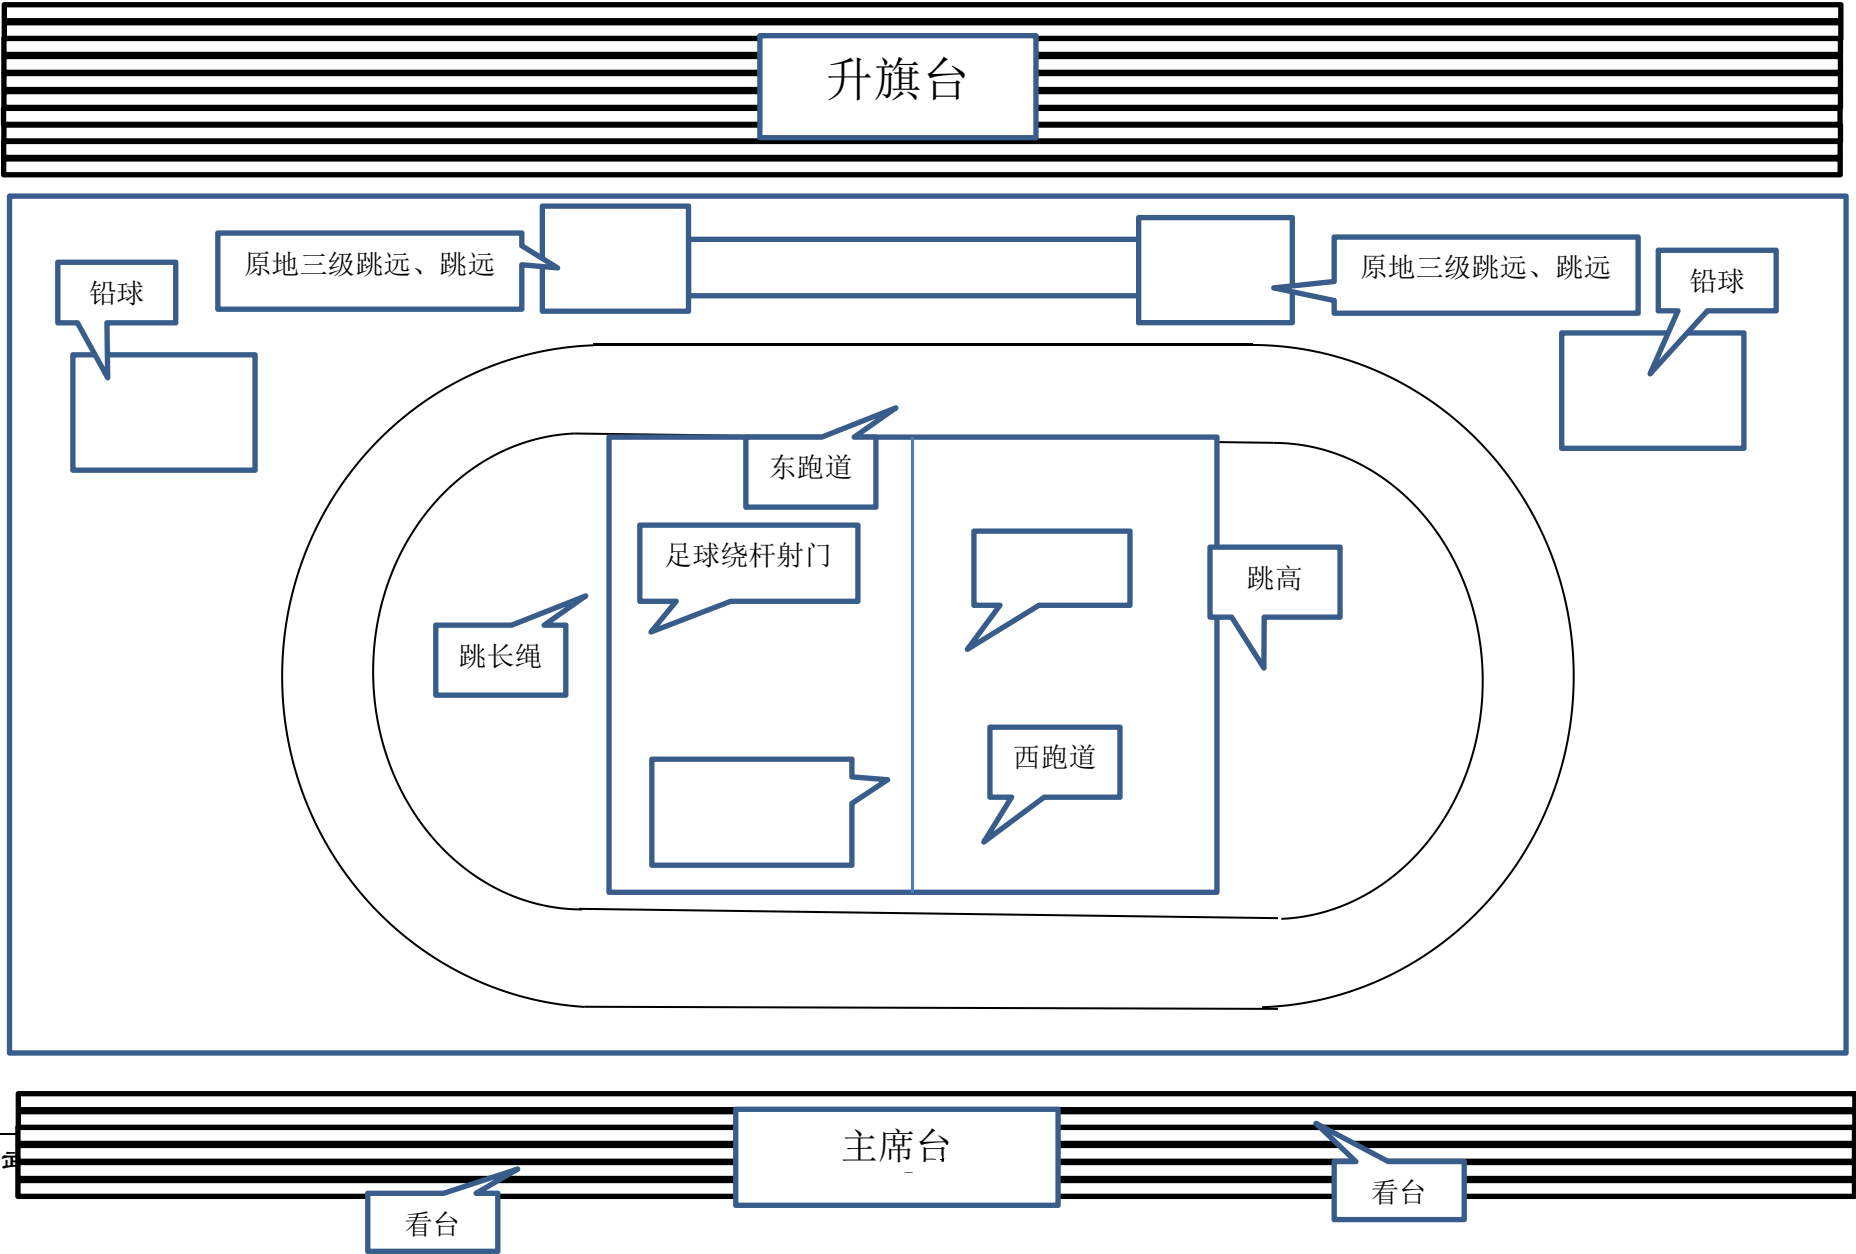 升旗台
原地三级跳远、跳远
原地三级跳远、跳远
铅球
铅球
东跑道
足球绕杆射门
跳高
跳长绳
西跑道
主席台
看台
看台